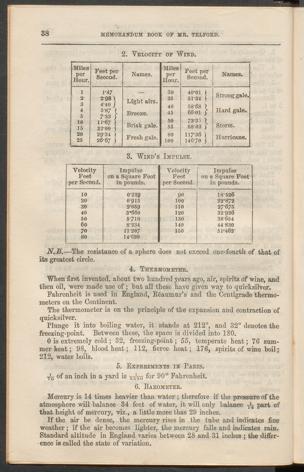 38 MEMORANDUM BOOK OF MR. TELFORD.
2. VELOCITY OF WIND.
Miles per Hour. Feet per Second. Names. Miles per Hour. Feet per Second. Names.
1 1·47 —
2 2·93
3 4·40 Light airs.
4 5·87
5 7·33 Breeze.
10 14·67
15 22·00 Brisk gale.
20 29·34
25 36·67 Fresh gale.
30 44·01
35 51·34 Strong gale.
40 58·68
45 66·01 Hard gale.
50 73·35
60 88·02 Storm.
80 117·36
100 146·70 Hurricane.
3. WIND'S IMPULSE.
Velocity Feet per Second. Impulse on a Square Foot in pounds. Velocity Feet per Second. Impulse on a Square Foot in pounds.
10 0·229 90 18·526
20 0·915 100 22·872
30 2·059 110 27·675
40 3·660 120 32·926
50 5·718 130 38·654
60 8·234 140 44·830
70 11·207 150 51·462
80 14·638
N.B.—The resistance of a sphere does not exceed one-fourth of that of
its greatest circle.
4. THERMOMETER.
When first invented, about two hundred years ago, air, spirits of wine, and
then oil, were made use of; but all these have given way to quicksilver.
Fahrenheit is used in England, Réaumur's and the Centigrade thermo-
meters on the Continent.
The thermometer is on the principle of the expansion and contraction of
quicksilver.
Plunge it into boiling water, it stands at 212°, and 32° denotes the
freezing-point. Between these, the space is divided into 180.
0 is extremely cold; 32, freezing-point; 55, temperate heat; 76 sum-
mer heat; 98, blood heat; 112, fever heat; 176, spirits of wine boil;
212, water boils.
5. EXPERIMENTS IN PARIS.
of an inch in a yard is for 90° Fahrenheit.
6. BAROMETER.
Mercury is 14 times heavier than water; therefore if the pressure of the
atmosphere will balance 34 feet of water, it will only balance part of
that height of mercury, viz., a little more than 29 inches.
If the air be dense, the mercury rises in the tube and indicates fine
weather; if the air becomes lighter, the mercury falls and indicates rain.
Standard altitude in England varies between 28 and 31 inches; the differ-
ence is called the state of variation.